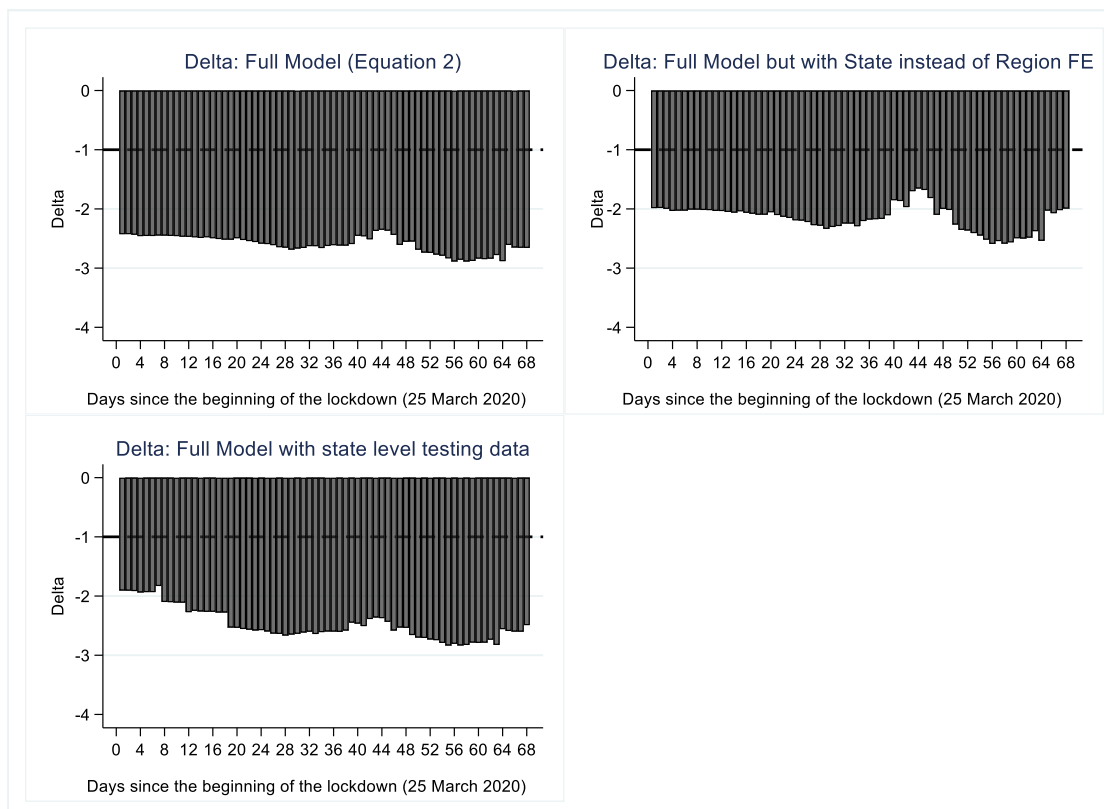 Delta: Full Model (Equation 2)
0
-1
-2
-3
-4
Delta
0 4 8 12 16 20 24 28 32 36 40 44 48 52 56 60 64 68
Days since the beginning of the lockdown (25 March 2020)
Delta: Full Model but with State instead of Region FE
0
-1
-2
-3
-4
Delta
0 4 8 12 16 20 24 28 32 36 40 44 48 52 56 60 64 68
Days since the beginning of the lockdown (25 March 2020)
Delta: Full Model with state level testing data
0
-1
-2
-3
-4
Delta
0 4 8 12 16 20 24 28 32 36 40 44 48 52 56 60 64 68
Days since the beginning of the lockdown (25 March 2020)